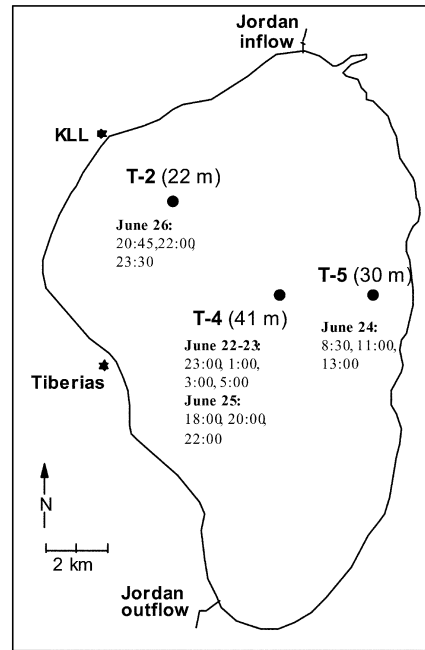 Jordan
inflow
KLL
T-2 (22 m)
June 26:
20:45,22:00,
23:30
T-5 (30 m)
June 24:
8:30, 11:00,
13:00
T-4 (41 m)
June 22-23:
23:00, 1:00,
3:00, 5:00
June 25:
18:00, 20:00,
22:00
Tiberias
N
2 km
Jordan
outflow